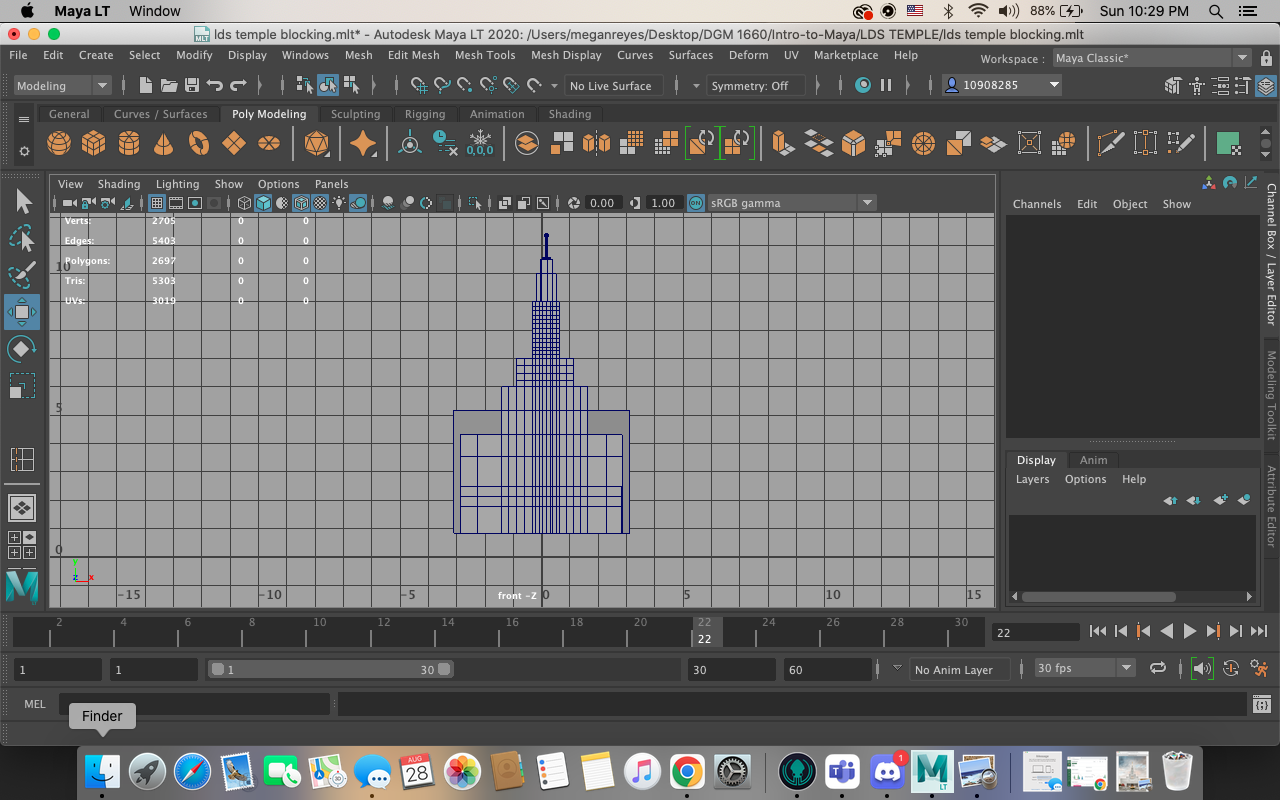 Maya LT Window 88% Sun 10:29 PM
lds temple blocking.mlt* - Autodesk Maya LT 2020: /Users/meganreyes/Desktop/DGM 1660/Intro-to-Maya/LDS TEMPLE/lds temple blocking.mlt
File Edit Create Select Modify Display Windows Mesh Edit Mesh Mesh Tools Mesh Display Curves Surfaces Deform UV Marketplace Help Workspace : Maya Classic*
Modeling No Live Surface Symmetry: Off 10908285
General Curves / Surfaces Poly Modeling Sculpting Rigging Animation Shading
0,0,0
View Shading Lighting Show Options Panels
0.00 1.00 ON sRGB gamma
Channels Edit Object Show
Verts: 2705 0 0
Edges: 5403 0 0
Polygons: 2697 0 0
Tris: 5303 0 0
UVs: 3019 0 0
10
5
0
y
z x
-15 -10 -5 0 5 10 15
front -Z
Channel Box / Layer Editor
Modeling Toolkit
Attribute Editor
Display Anim
Layers Options Help
2 4 6 8 10 12 14 16 18 20 22 24 26 28 30
22
22
1 1 1 30 30 60 No Anim Layer 30 fps
MEL
Finder
AUG
28
1
M
LT